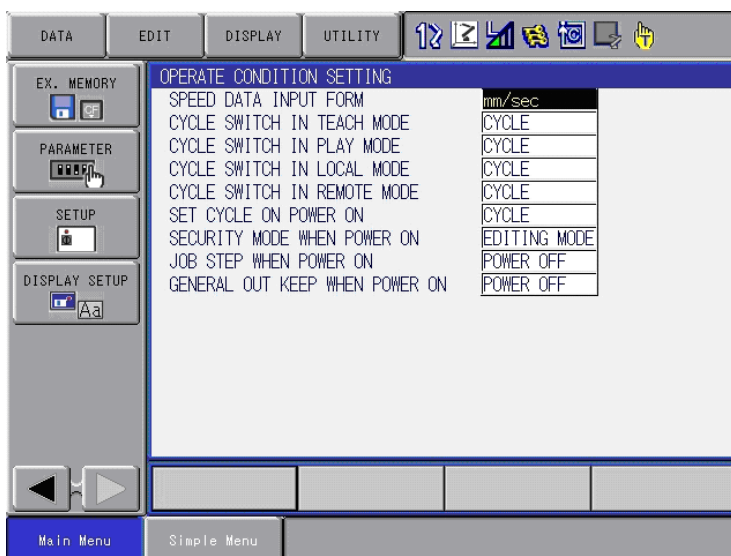 DATA EDIT DISPLAY UTILITY
EX. MEMORY
CF
PARAMETER
SETUP
DISPLAY SETUP
Aa
OPERATE CONDITION SETTING
SPEED DATA INPUT FORM mm/sec
CYCLE SWITCH IN TEACH MODE CYCLE
CYCLE SWITCH IN PLAY MODE CYCLE
CYCLE SWITCH IN LOCAL MODE CYCLE
CYCLE SWITCH IN REMOTE MODE CYCLE
SET CYCLE ON POWER ON CYCLE
SECURITY MODE WHEN POWER ON EDITING MODE
JOB STEP WHEN POWER ON POWER OFF
GENERAL OUT KEEP WHEN POWER ON POWER OFF
Main Menu Simple Menu